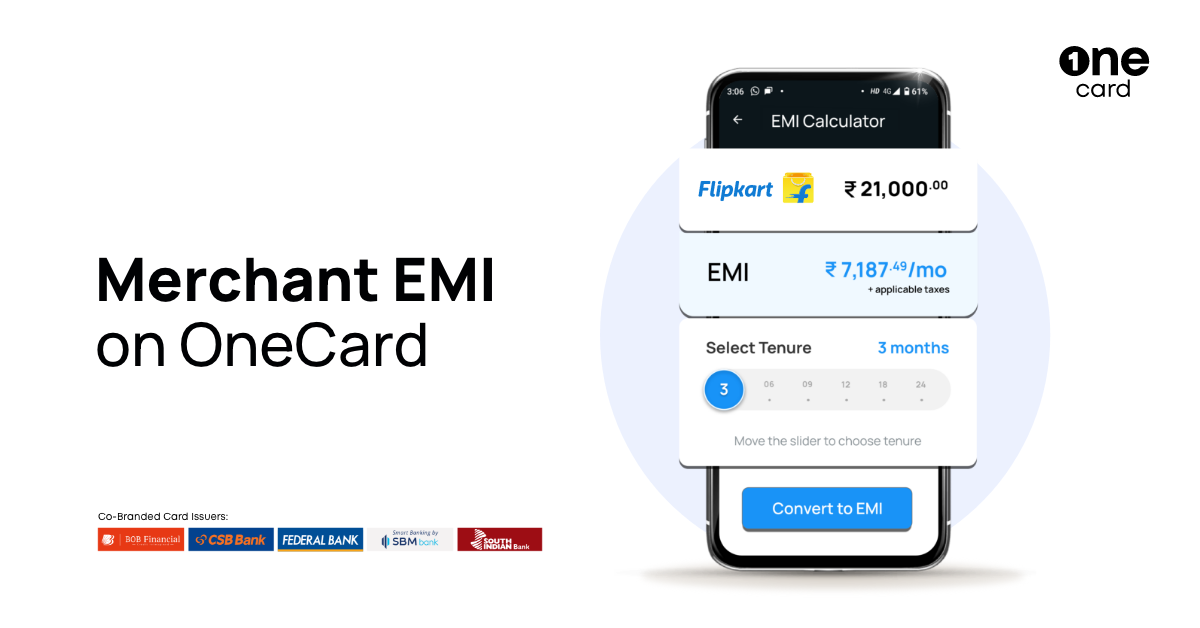 1ne
card
3:06 HD 4G 61%
EMI Calculator
Flipkart ₹ 21,000.00
EMI ₹ 7,187.49/mo
+ applicable taxes
Select Tenure 3 months
3 06 09 12 18 24
Move the slider to choose tenure
Convert to EMI
Merchant EMI
on OneCard
Co-Branded Card Issuers:
BOB Financial
CSB Bank
FEDERAL BANK
Smart Banking by
SBM bank
SOUTH
INDIAN Bank